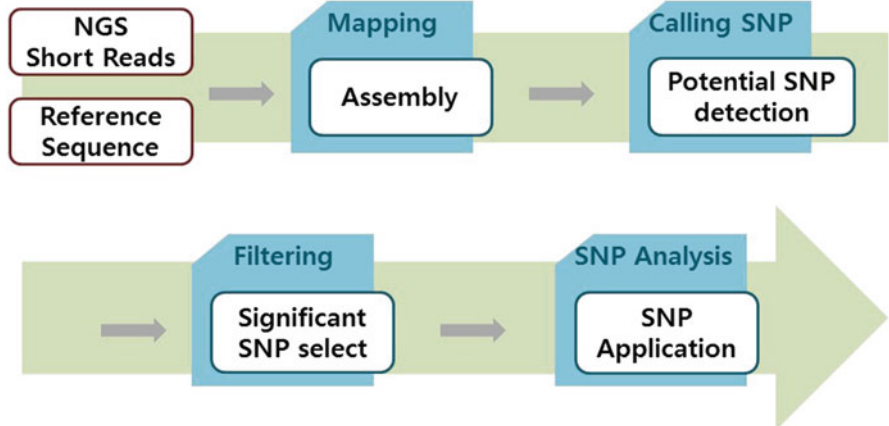 NGS
Short Reads
Reference
Sequence
Mapping
Assembly
Calling SNP
Potential SNP
detection
Filtering
Significant
SNP select
SNP Analysis
SNP
Application